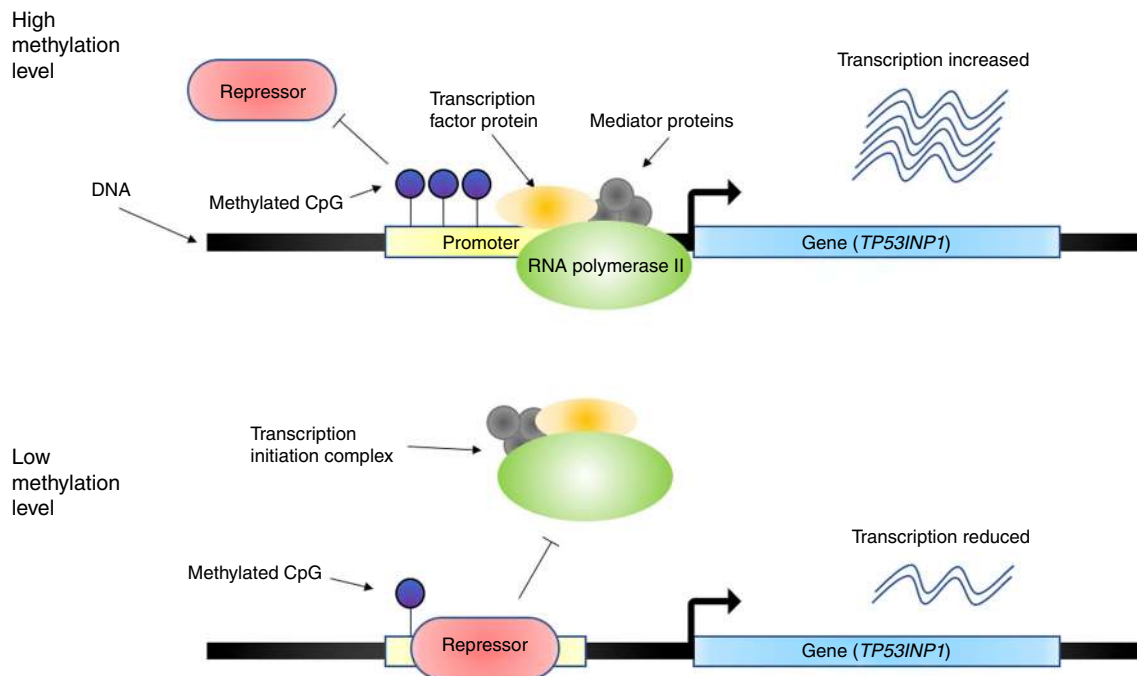 High
methylation
level
Repressor
Transcription
factor protein
Mediator proteins
Transcription increased
DNA
Methylated CpG
Promoter
RNA polymerase II
Gene (TP53INP1)
Low
methylation
level
Transcription
initiation complex
Transcription reduced
Methylated CpG
Repressor
Gene (TP53INP1)